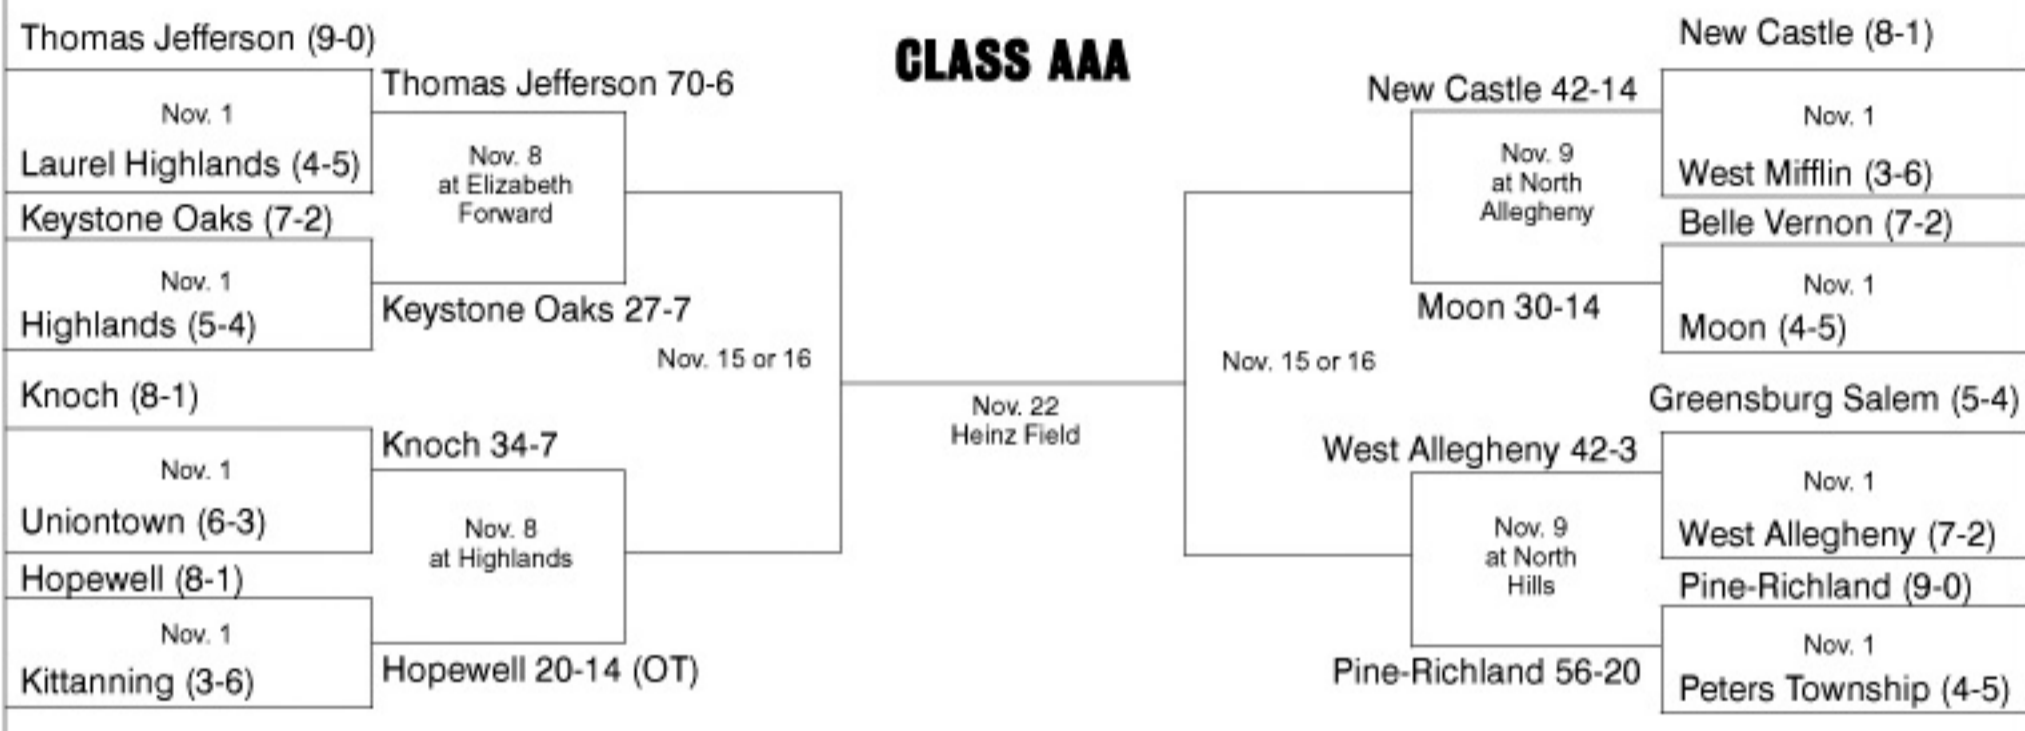 CLASS AAA
Thomas Jefferson (9-0)
Nov. 1
Laurel Highlands (4-5)
Keystone Oaks (7-2)
Nov. 1
Highlands (5-4)
Knoch (8-1)
Nov. 1
Uniontown (6-3)
Hopewell (8-1)
Nov. 1
Kittanning (3-6)
Thomas Jefferson 70-6
Nov. 8
at Elizabeth
Forward
Keystone Oaks 27-7
Knoch 34-7
Nov. 8
at Highlands
Hopewell 20-14 (OT)
Nov. 15 or 16
Nov. 22
Heinz Field
Nov. 15 or 16
New Castle 42-14
Nov. 9
at North
Allegheny
Moon 30-14
West Allegheny 42-3
Nov. 9
at North
Hills
Pine-Richland 56-20
New Castle (8-1)
Nov. 1
West Mifflin (3-6)
Belle Vernon (7-2)
Nov. 1
Moon (4-5)
Greensburg Salem (5-4)
Nov. 1
West Allegheny (7-2)
Pine-Richland (9-0)
Nov. 1
Peters Township (4-5)